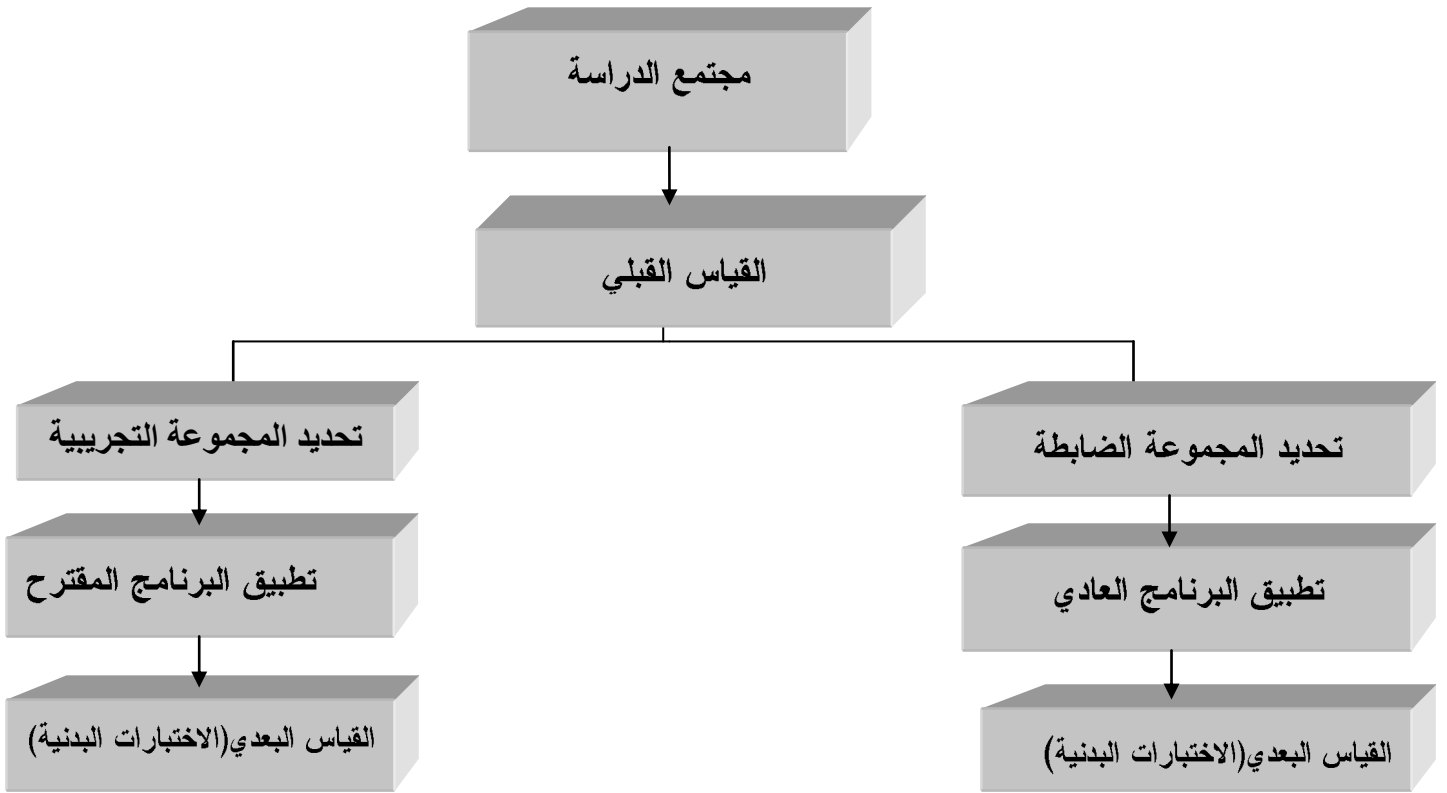 مجتمع الدراسة
القياس القبلي
تحديد المجموعة الضابطة
تحديد المجموعة التجريبية
تطبيق البرنامج العادي
تطبيق البرنامج المقترح
القياس البعدي(الاختبارات البدنية)
القياس البعدي(الاختبارات البدنية)